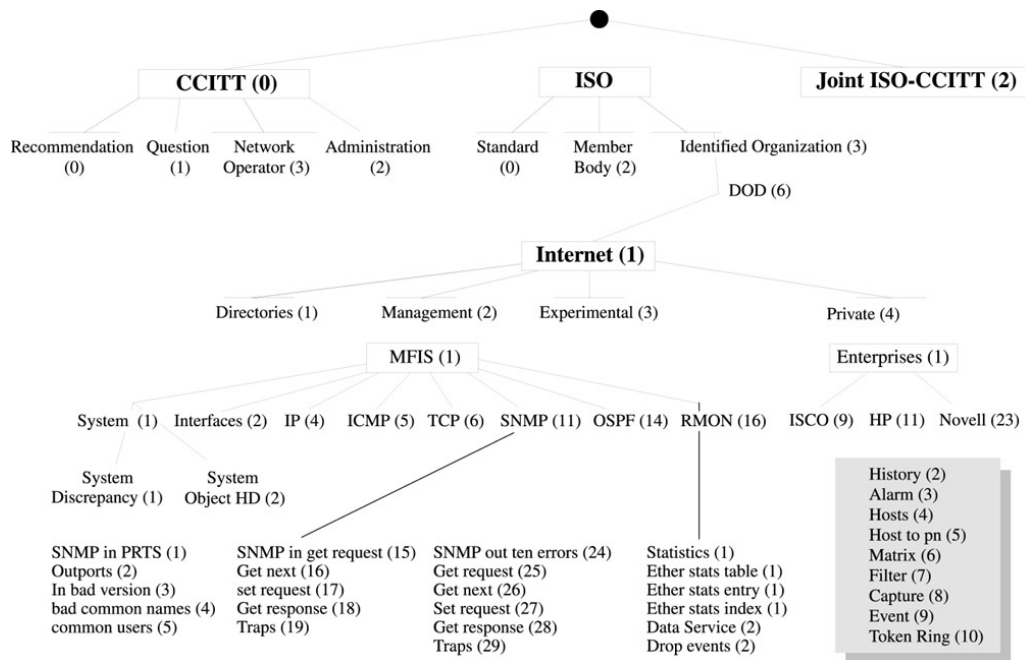 CCITT (0)
ISO
Joint ISO-CCITT (2)
Recommendation
(0)
Question
(1)
Network
Operator (3)
Administration
(2)
Standard
(0)
Member
Body (2)
Identified Organization (3)
DOD (6)
Internet (1)
Directories (1)
Management (2)
Experimental (3)
Private (4)
MFIS (1)
Enterprises (1)
System (1)
Interfaces (2)
IP (4)
ICMP (5)
TCP (6)
SNMP (11)
OSPF (14)
RMON (16)
ISCO (9)
HP (11)
Novell (23)
System
Discrepancy (1)
System
Object HD (2)
SNMP in PRTS (1)
Outports (2)
In bad version (3)
bad common names (4)
common users (5)
SNMP in get request (15)
Get next (16)
set request (17)
Get response (18)
Traps (19)
SNMP out ten errors (24)
Get request (25)
Get next (26)
Set request (27)
Get response (28)
Traps (29)
Statistics (1)
Ether stats table (1)
Ether stats entry (1)
Ether stats index (1)
Data Service (2)
Drop events (2)
History (2)
Alarm (3)
Hosts (4)
Host to pn (5)
Matrix (6)
Filter (7)
Capture (8)
Event (9)
Token Ring (10)